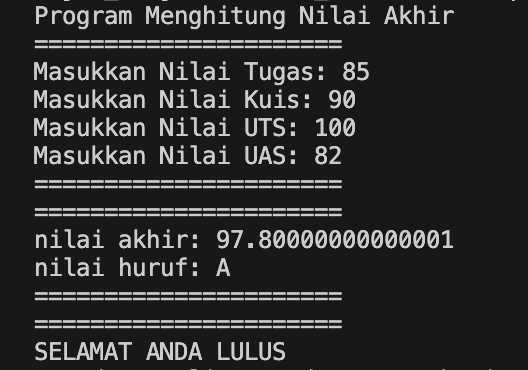 Program Menghitung Nilai Akhir
======================
Masukkan Nilai Tugas: 85
Masukkan Nilai Kuis: 90
Masukkan Nilai UTS: 100
Masukkan Nilai UAS: 82
======================
======================
nilai akhir: 97.80000000000001
nilai huruf: A
======================
======================
SELAMAT ANDA LULUS